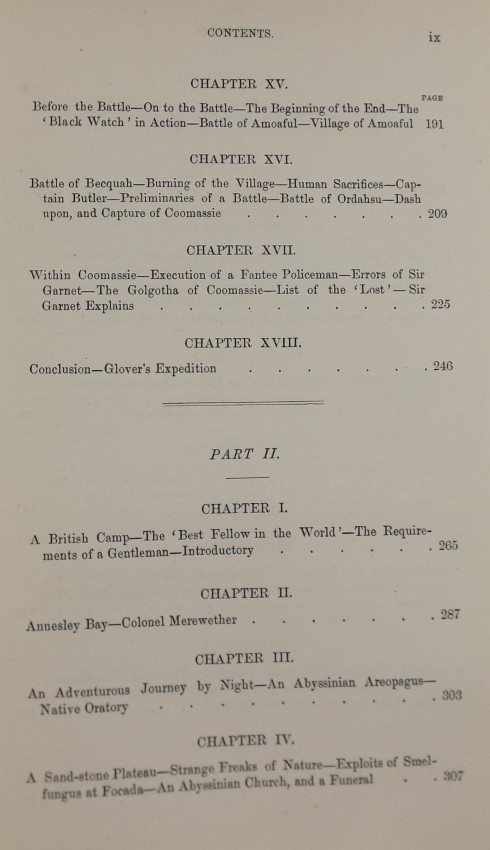 CONTENTS. ix
CHAPTER XV.
PAGE
Before the Battle—On to the Battle—The Beginning of the End—The
‘Black Watch’ in Action—Battle of Amoaful—Village of Amoaful 191
CHAPTER XVI.
Battle of Becquah—Burning of the Village—Human Sacrifices—Cap-
tain Butler—Preliminaries of a Battle—Battle of Ordahsu—Dash
upon, and Capture of Coomassie . . . . . . . 209
CHAPTER XVII.
Within Coomassie—Execution of a Fantee Policeman—Errors of Sir
Garnet—The Golgotha of Coomassie—List of the ‘Lost’—Sir
Garnet Explains . . . . . . . . . . 225
CHAPTER XVIII.
Conclusion—Glover's Expedition . . . . . . . 246
PART II.
CHAPTER I.
A British Camp—The ‘Best Fellow in the World’—The Require-
ments of a Gentleman—Introductory . . . . . . 265
CHAPTER II.
Annesley Bay—Colonel Merewether . . . . . . . 287
CHAPTER III.
An Adventurous Journey by Night—An Abyssinian Areopagus—
Native Oratory . . . . . . . . . . 303
CHAPTER IV.
A Sand-stone Plateau—Strange Freaks of Nature—Exploits of Smel-
fungus at Focada—An Abyssinian Church, and a Funeral . . 307